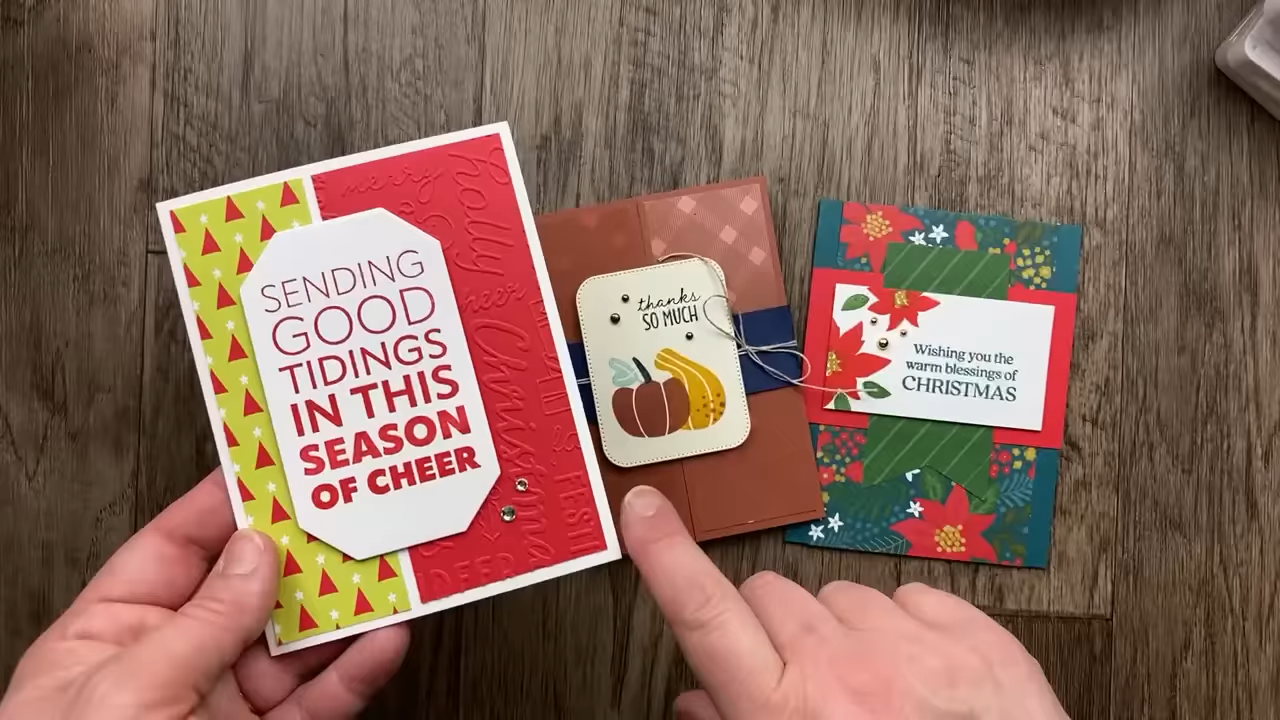 SENDING
GOOD
TIDINGS
IN THIS
SEASON
OF CHEER
merry
holly
cheer
Christmas
thanks
SO MUCH
Wishing you the
warm blessings of
CHRISTMAS